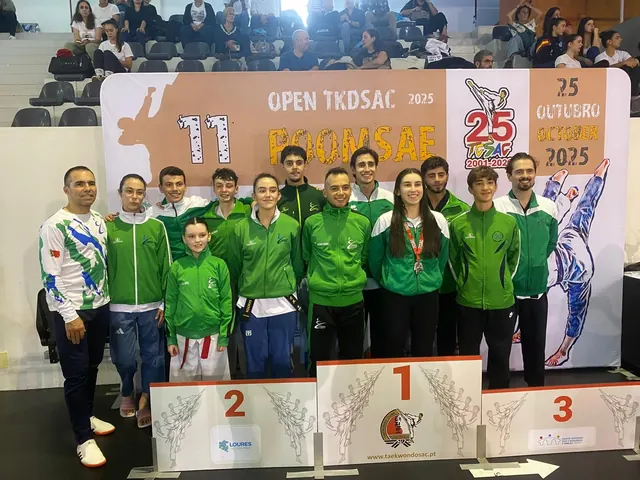 OPEN TKDSAC 2025
11 POOMSAE
25
TKDSAC
2001-2025
25
OUTUBRO
OCTOBER
2025
2
LOURES
1
www.taekwondosac.pt
3